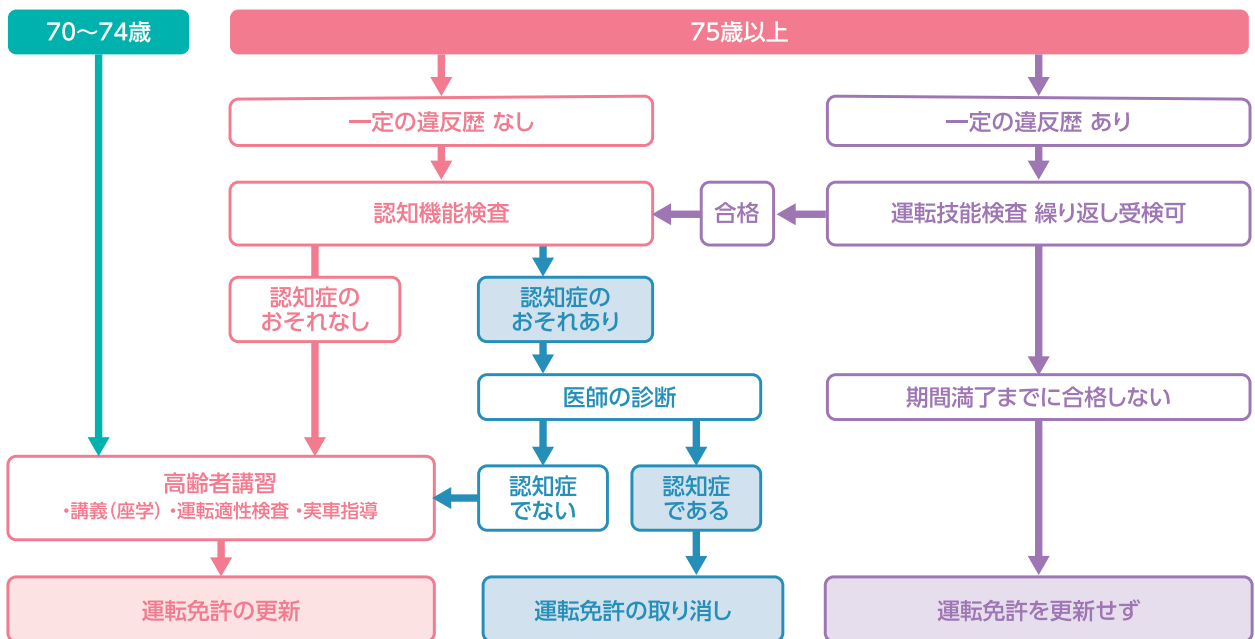 70〜74歳
75歳以上
一定の違反歴 なし
一定の違反歴 あり
認知機能検査
合格
運転技能検査 繰り返し受検可
認知症の
おそれなし
認知症の
おそれあり
医師の診断
期間満了までに合格しない
高齢者講習
・講義(座学) ・運転適性検査 ・実車指導
認知症
でない
認知症
である
運転免許の更新
運転免許の取り消し
運転免許を更新せず